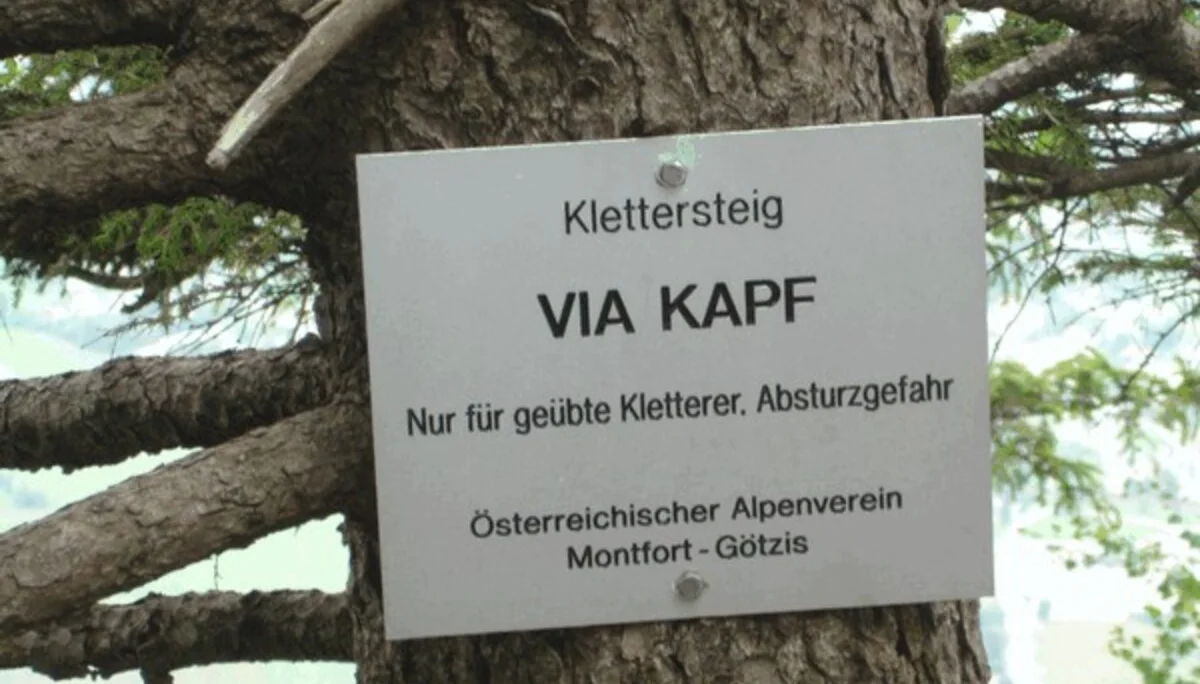 Klettersteig
VIA KAPF
Nur für geübte Kletterer. Absturzgefahr
Österreichischer Alpenverein
Montfort - Götzis